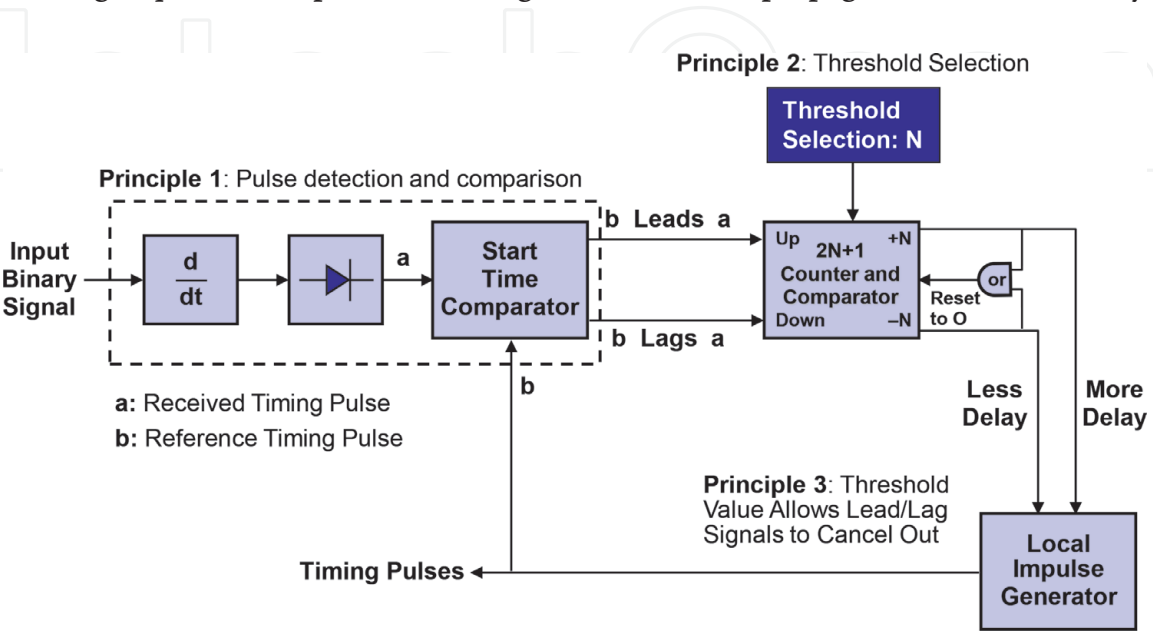 Principle 2: Threshold Selection
Threshold
Selection: N
Principle 1: Pulse detection and comparison
Input
Binary
Signal
d
dt
a
Start
Time
Comparator
b Leads a
b Lags a
Up +N
2N+1
Counter and
Comparator
Down –N
or
Reset
to O
b
a: Received Timing Pulse
b: Reference Timing Pulse
Less
Delay
More
Delay
Principle 3: Threshold
Value Allows Lead/Lag
Signals to Cancel Out
Timing Pulses
Local
Impulse
Generator